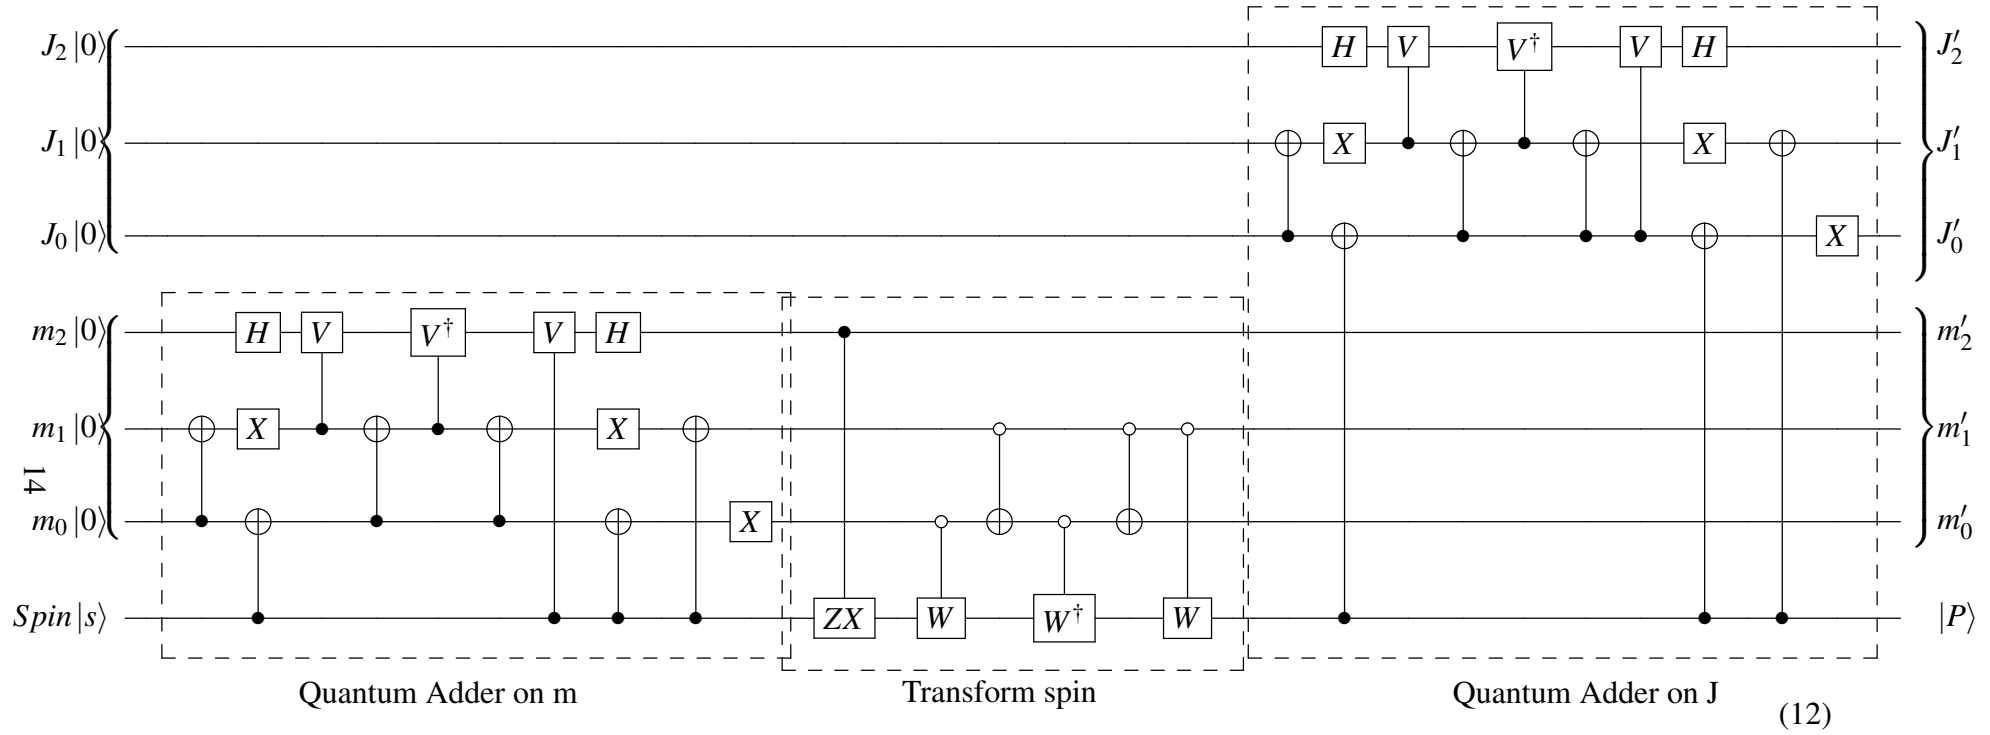 J₂ |0⟩ H V V† V H J′₂
J₁ |0⟩ X X J′₁
J₀ |0⟩ X J′₀
m₂ |0⟩ H V V† V H m′₂
m₁ |0⟩ X X m′₁
14
m₀ |0⟩ X m′₀
Spin |s⟩ ZX W W† W |P⟩
Quantum Adder on m Transform spin Quantum Adder on J
(12)